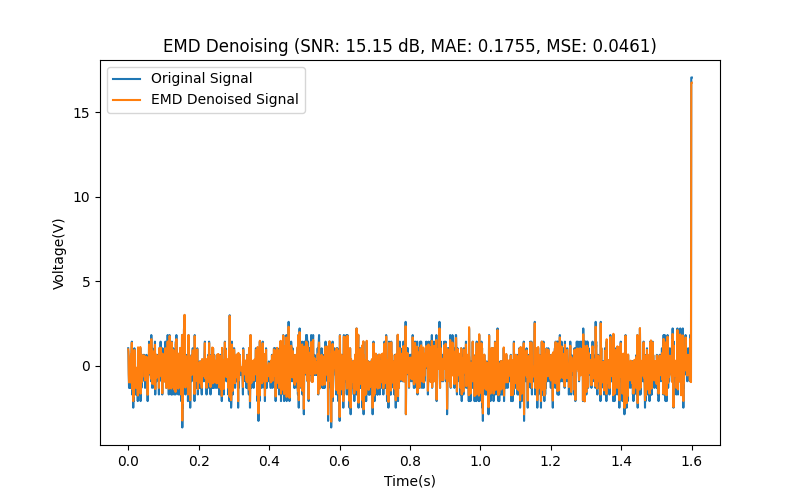 EMD Denoising (SNR: 15.15 dB, MAE: 0.1755, MSE: 0.0461)
Original Signal
EMD Denoised Signal
15
10
5
0
Voltage(V)
0.0 0.2 0.4 0.6 0.8 1.0 1.2 1.4 1.6
Time(s)